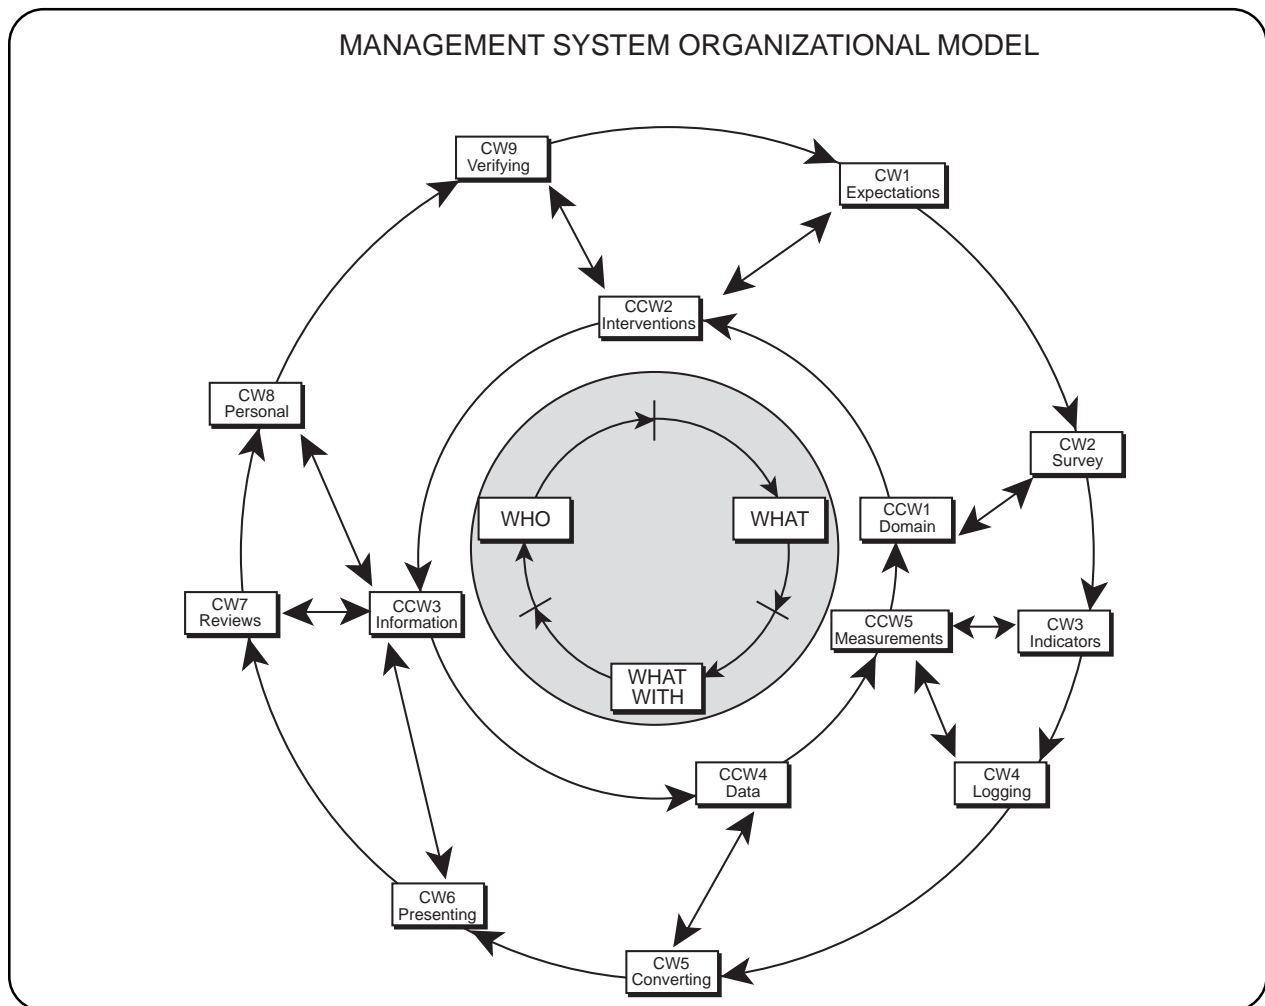 MANAGEMENT SYSTEM ORGANIZATIONAL MODEL
CW9
Verifying
CW1
Expectations
CCW2
Interventions
CW8
Personal
CW2
Survey
WHO
WHAT
CCW1
Domain
CW7
Reviews
CCW3
Information
CCW5
Measurements
CW3
Indicators
WHAT
WITH
CCW4
Data
CW4
Logging
CW6
Presenting
CW5
Converting